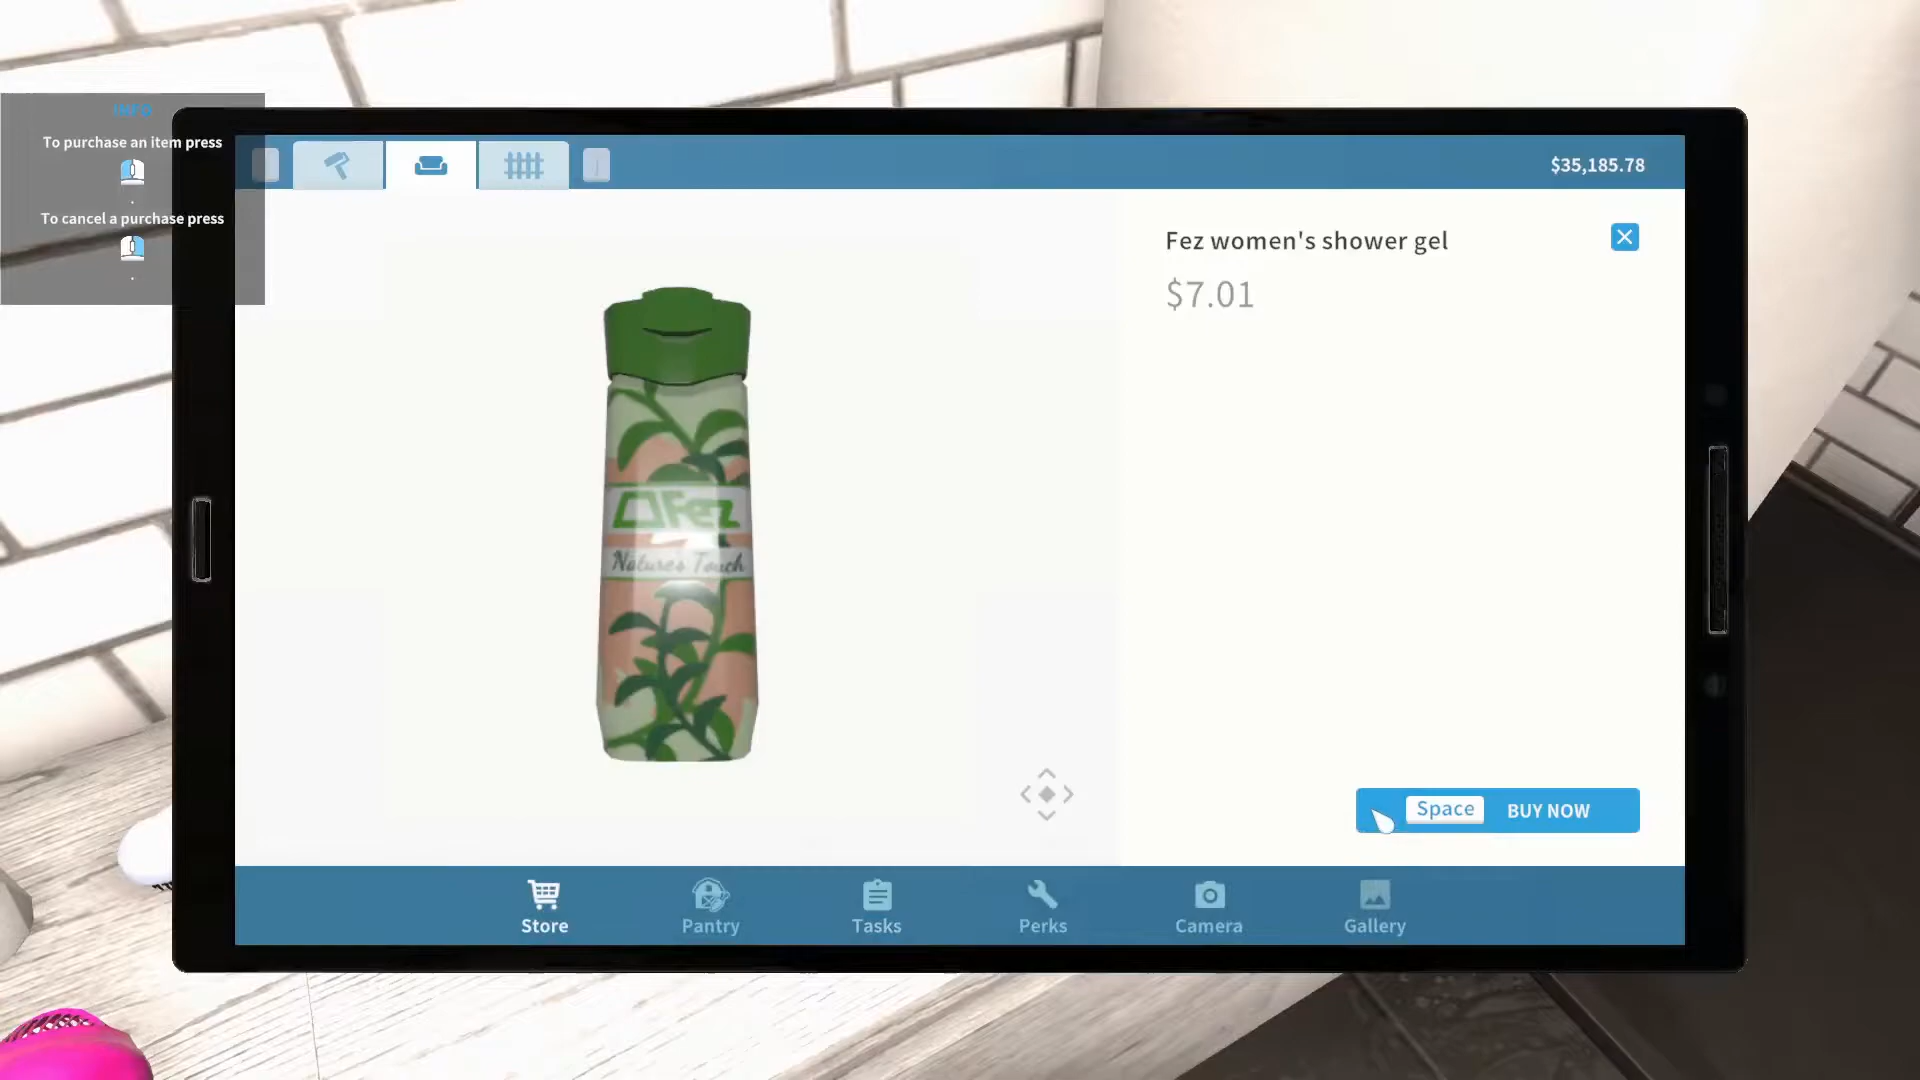 INFO
To purchase an item press
.
To cancel a purchase press
.
$35,185.78
Fez women's shower gel
$7.01
Fez
Nature's Touch
Space BUY NOW
Store Pantry Tasks Perks Camera Gallery